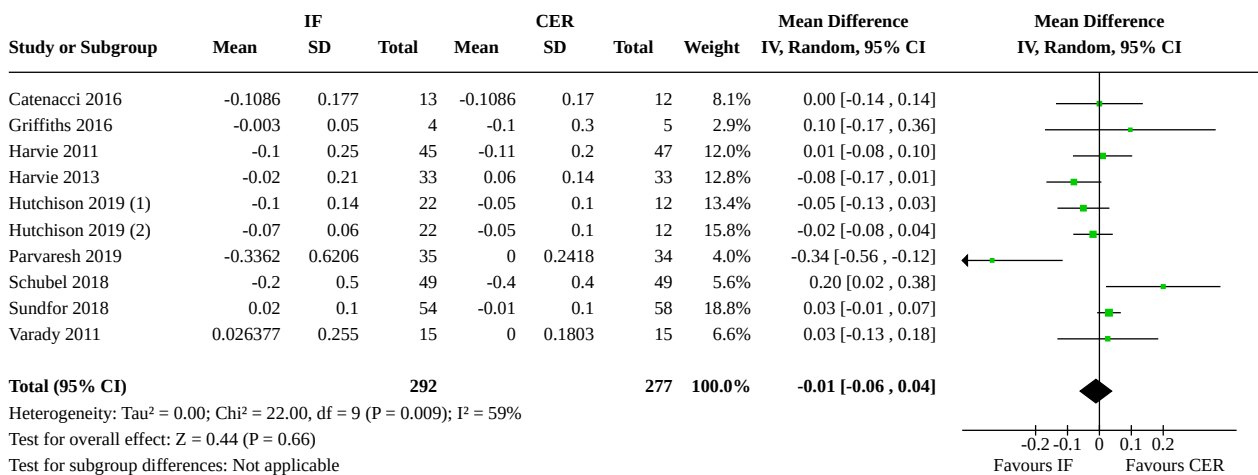 IF CER Mean Difference Mean Difference
Study or Subgroup Mean SD Total Mean SD Total Weight IV, Random, 95% CI IV, Random, 95% CI
Catenacci 2016 -0.1086 0.177 13 -0.1086 0.17 12 8.1% 0.00 [-0.14 , 0.14]
Griffiths 2016 -0.003 0.05 4 -0.1 0.3 5 2.9% 0.10 [-0.17 , 0.36]
Harvie 2011 -0.1 0.25 45 -0.11 0.2 47 12.0% 0.01 [-0.08 , 0.10]
Harvie 2013 -0.02 0.21 33 0.06 0.14 33 12.8% -0.08 [-0.17 , 0.01]
Hutchison 2019 (1) -0.1 0.14 22 -0.05 0.1 12 13.4% -0.05 [-0.13 , 0.03]
Hutchison 2019 (2) -0.07 0.06 22 -0.05 0.1 12 15.8% -0.02 [-0.08 , 0.04]
Parvaresh 2019 -0.3362 0.6206 35 0 0.2418 34 4.0% -0.34 [-0.56 , -0.12]
Schubel 2018 -0.2 0.5 49 -0.4 0.4 49 5.6% 0.20 [0.02 , 0.38]
Sundfor 2018 0.02 0.1 54 -0.01 0.1 58 18.8% 0.03 [-0.01 , 0.07]
Varady 2011 0.026377 0.255 15 0 0.1803 15 6.6% 0.03 [-0.13 , 0.18]
Total (95% CI) 292 277 100.0% -0.01 [-0.06 , 0.04]
Heterogeneity: Tau² = 0.00; Chi² = 22.00, df = 9 (P = 0.009); I² = 59%
Test for overall effect: Z = 0.44 (P = 0.66)
-0.2 -0.1 0 0.1 0.2
Test for subgroup differences: Not applicable
Favours IF Favours CER